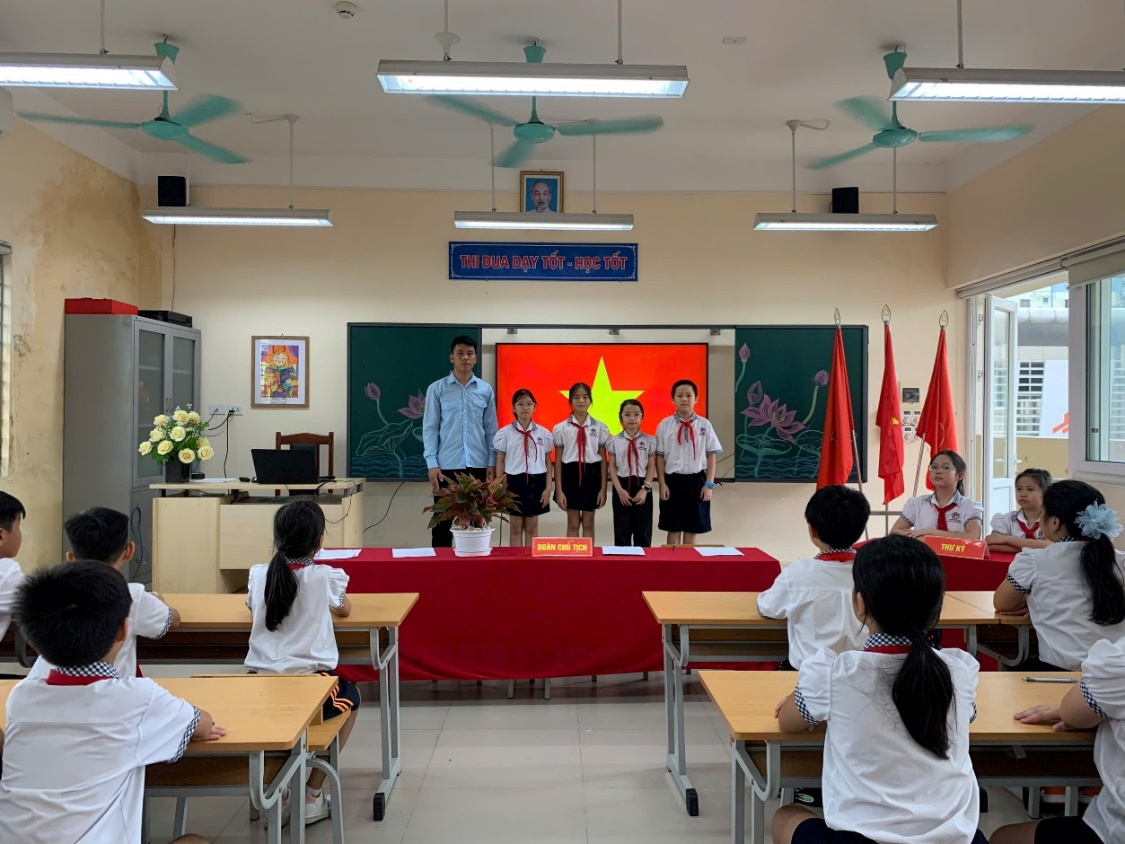 THI ĐUA DẠY TỐT - HỌC TỐT
ĐOÀN CHỦ TỊCH
THƯ KÝ